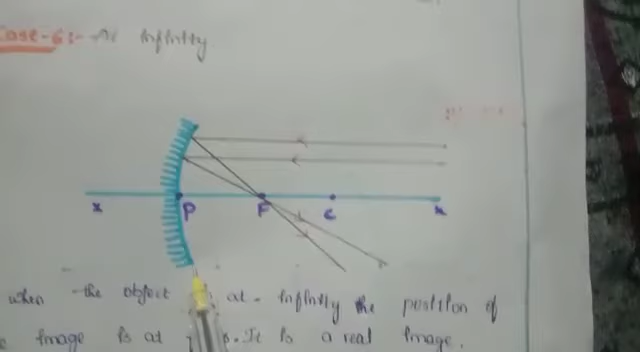 Case-6:- At Infinity
x P F C x
when the object at Infinity the position of
Image is at It is a real Image.